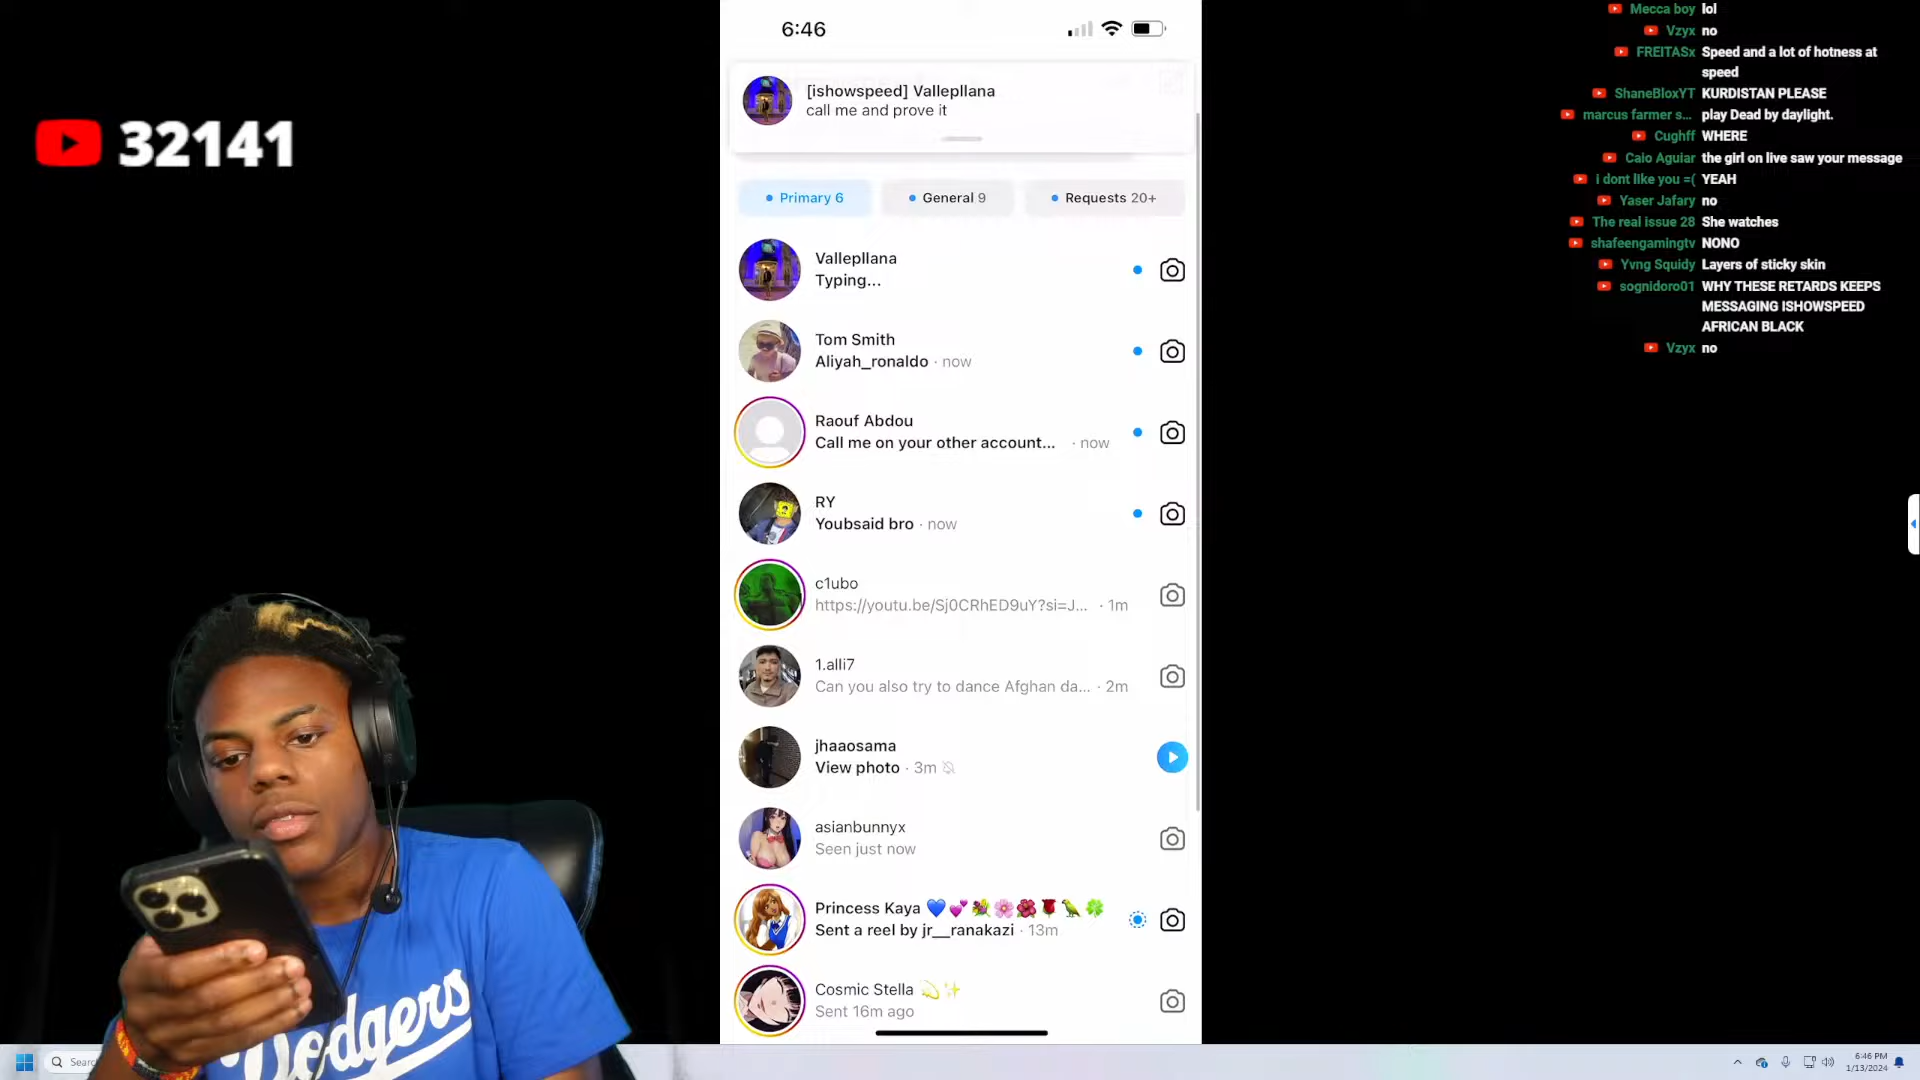 32141
6:46
[ishowspeed] Vallepllana
call me and prove it
Primary 6
General 9
Requests 20+
Vallepllana
Typing...
Tom Smith
Aliyah_ronaldo · now
Raouf Abdou
Call me on your other account... · now
RY
Youbsaid bro · now
c1ubo
https://youtu.be/Sj0CRhED9uY?si=J... · 1m
1.alli7
Can you also try to dance Afghan da... · 2m
jhaaosama
View photo · 3m
asianbunnyx
Seen just now
Princess Kaya 💙💕💐🌸🌺🌹🦜🍀
Sent a reel by jr__ranakazi · 13m
Cosmic Stella 💫✨
Sent 16m ago
Mecca boy lol
Vzyx no
FREITASx Speed and a lot of hotness at
speed
ShaneBloxYT KURDISTAN PLEASE
marcus farmer s... play Dead by daylight.
Cughff WHERE
Caio Aguiar the girl on live saw your message
i dont like you =( YEAH
Yaser Jafary no
The real issue 28 She watches
shafeengamingtv NONO
Yvng Squidy Layers of sticky skin
sognidoro01 WHY THESE RETARDS KEEPS
MESSAGING ISHOWSPEED
AFRICAN BLACK
Vzyx no
Dodgers
Searc
6:46 PM
1/13/2024